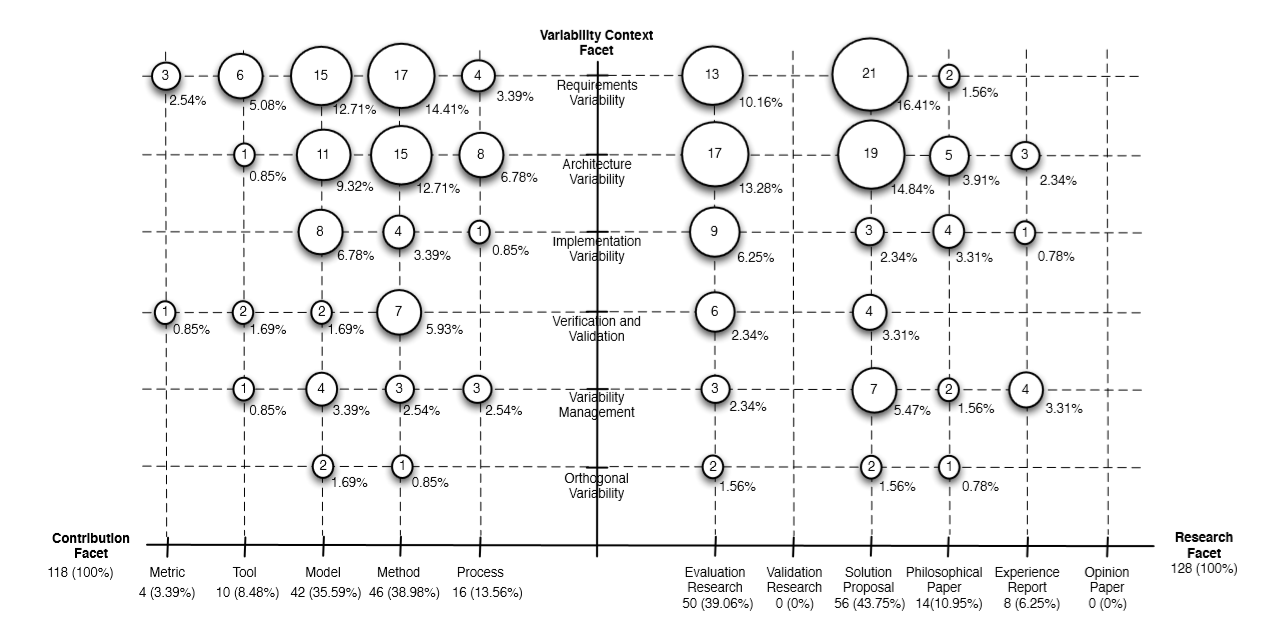 Variability Context
Facet
3
6
15
17
4
13
21
2
2.54%
5.08%
12.71%
14.41%
3.39%
Requirements
Variability
10.16%
16.41%
1.56%
1
11
15
8
17
19
5
3
0.85%
9.32%
12.71%
6.78%
Architecture
Variability
13.28%
14.84%
3.91%
2.34%
8
4
1
9
3
4
1
6.78%
3.39%
0.85%
Implementation
Variability
6.25%
2.34%
3.31%
0.78%
1
2
2
7
6
4
0.85%
1.69%
1.69%
5.93%
Verification and
Validation
2.34%
3.31%
1
4
3
3
3
7
2
4
0.85%
3.39%
2.54%
2.54%
Variability
Management
2.34%
5.47%
1.56%
3.31%
2
1
2
2
1
1.69%
0.85%
Orthogonal
Variability
1.56%
1.56%
0.78%
Contribution
Facet
118 (100%)
Metric
4 (3.39%)
Tool
10 (8.48%)
Model
42 (35.59%)
Method
46 (38.98%)
Process
16 (13.56%)
Evaluation
Research
50 (39.06%)
Validation
Research
0 (0%)
Solution
Proposal
56 (43.75%)
Philosophical
Paper
14(10.95%)
Experience
Report
8 (6.25%)
Opinion
Paper
0 (0%)
Research
Facet
128 (100%)